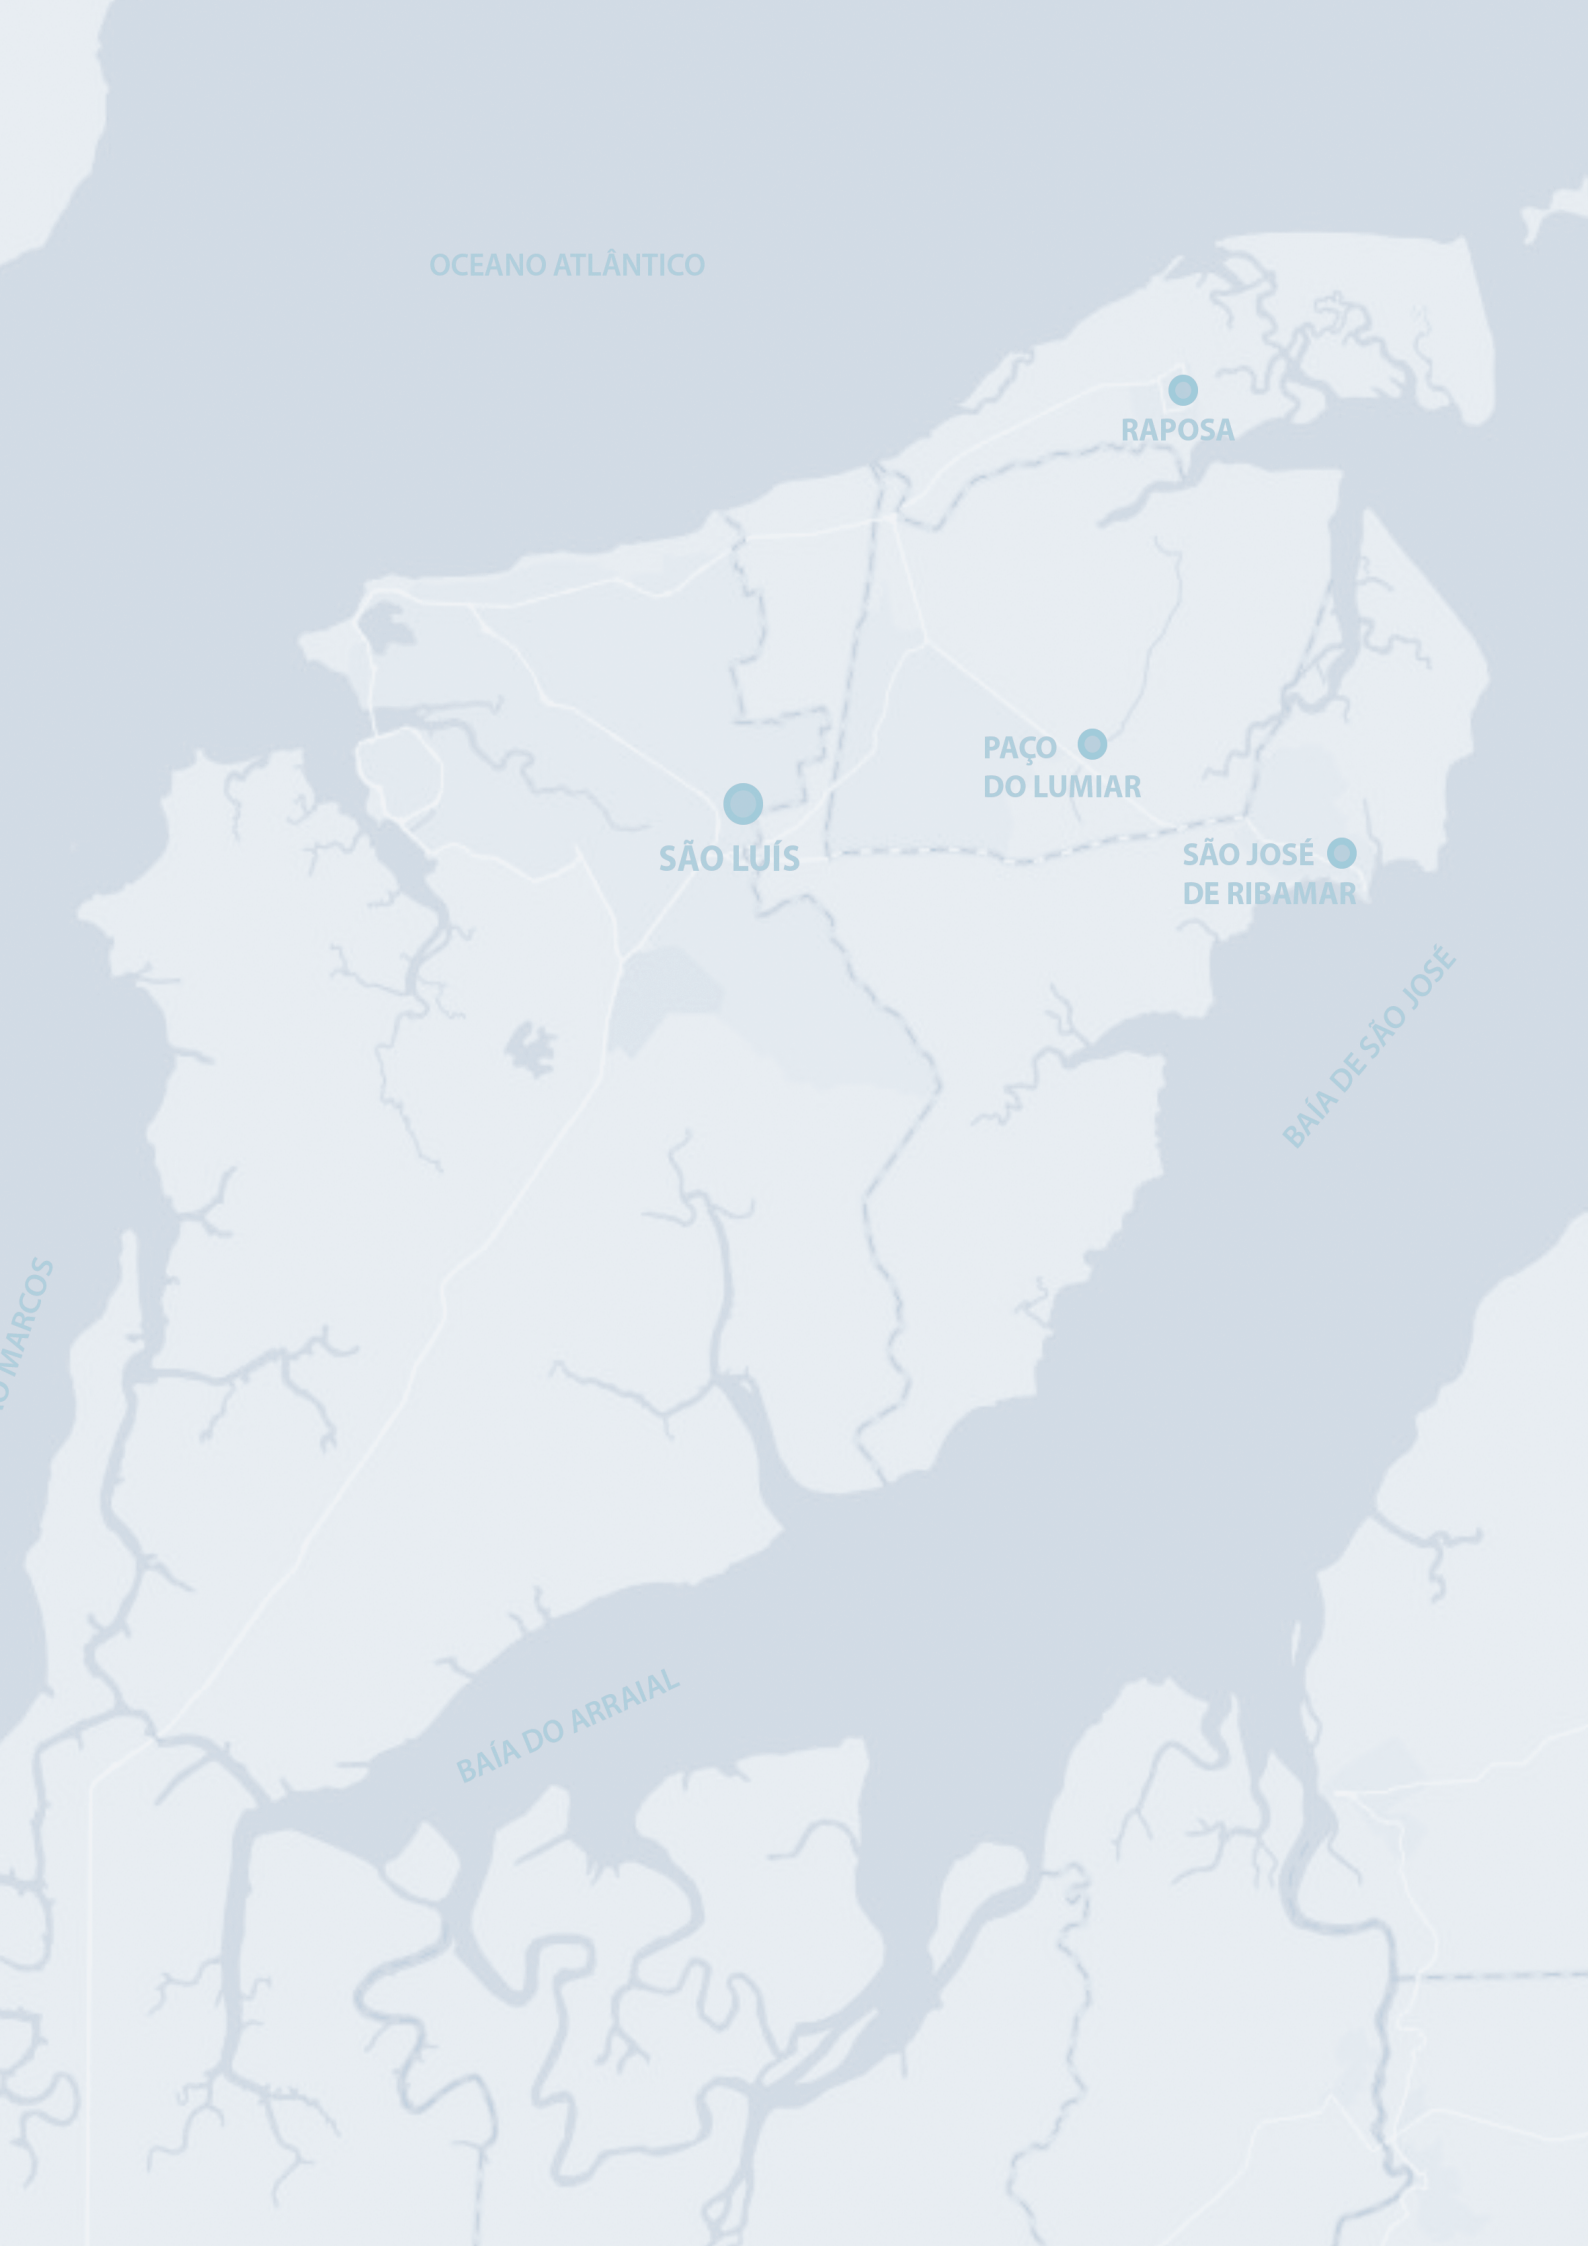 OCEANO ATLÂNTICO
RAPOSA
PAÇO
DO LUMIAR
SÃO LUÍS
SÃO JOSÉ
DE RIBAMAR
BAÍA DE SÃO JOSÉ
MARCOS
BAÍA DO ARRAIAL